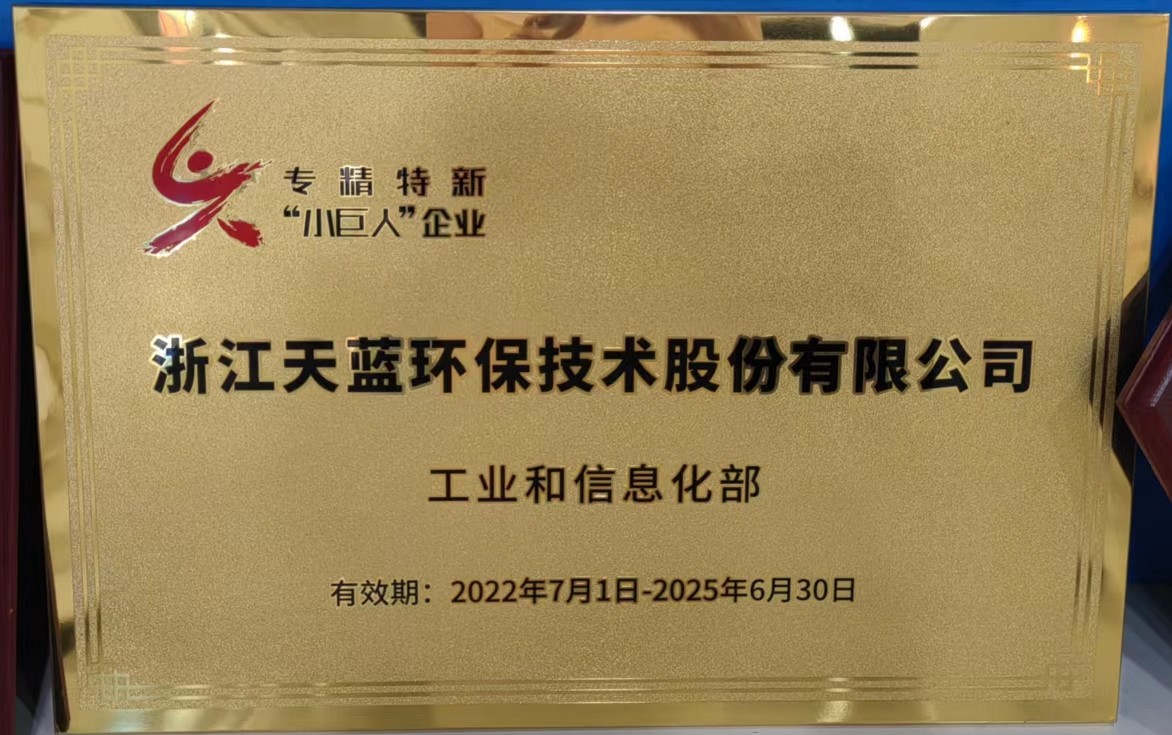 专精特新
“小巨人”企业
浙江天蓝环保技术股份有限公司
工业和信息化部
有效期：2022年7月1日-2025年6月30日